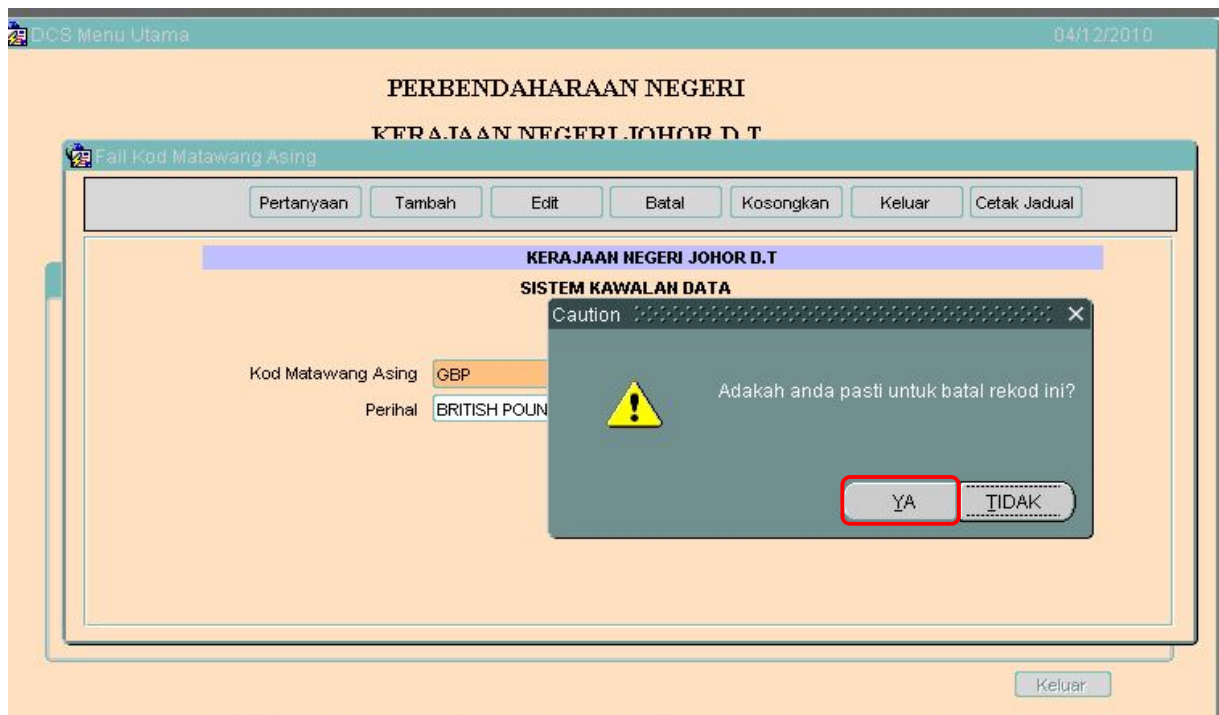 DCS Menu Utama 04/12/2010
PERBENDAHARAAN NEGERI
KERAJAAN NEGERI JOHOR D.T
Fail Kod Matawang Asing
Pertanyaan Tambah Edit Batal Kosongkan Keluar Cetak Jadual
KERAJAAN NEGERI JOHOR D.T
SISTEM KAWALAN DATA
Caution
Kod Matawang Asing GBP
Adakah anda pasti untuk batal rekod ini?
Perihal BRITISH POUN
YA TIDAK
Keluar